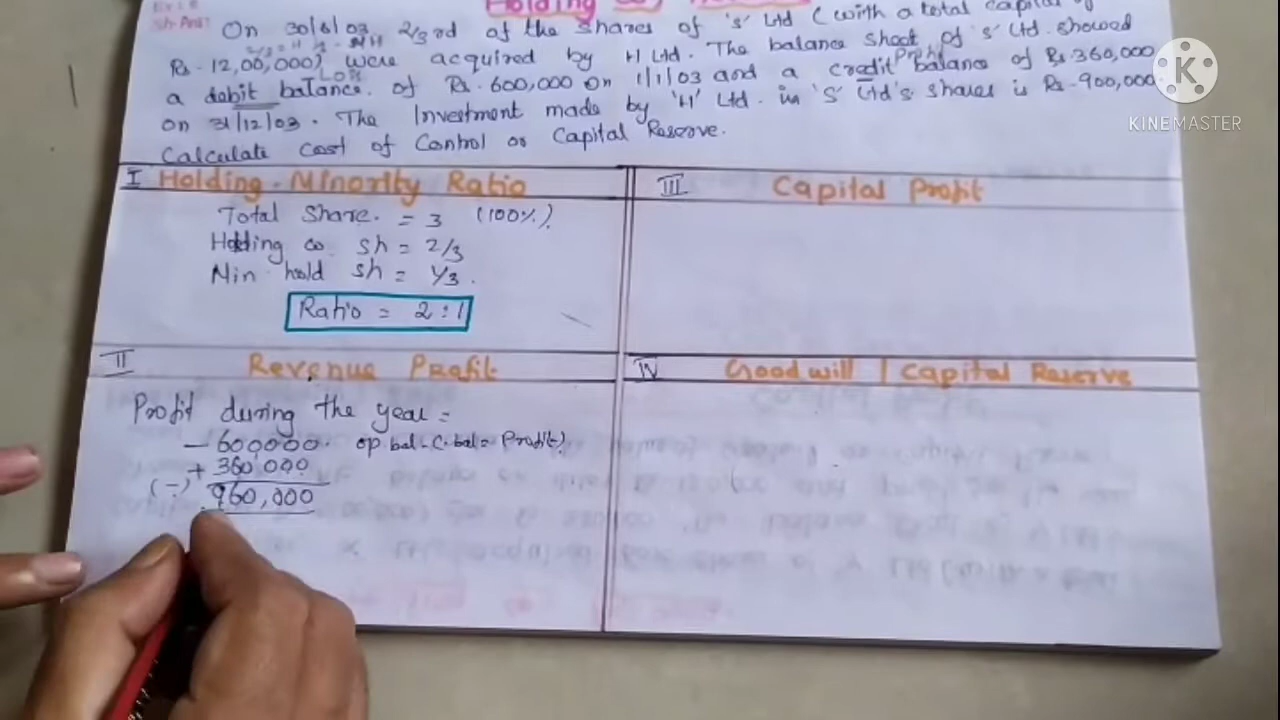 Holding
On 30/6/03, 2/3rd of the shares of 'S' Ltd (with a total capital of
Rs. 12,00,000) were acquired by H Ltd. The balance sheet of 'S' Ltd. showed
Loss
Profit
a debit balance of Rs. 600,000 on 1/1/03 and a credit balance of Rs. 360,000
on 31/12/03. The Investment made by 'H' Ltd. in 'S' Ltd's shares is Rs. 900,000.
Calculate Cost of Control or Capital Reserve.
I Holding-Minority Ratio
Total Share. = 3 (100%)
Holding co. sh = 2/3
Min hold sh = 1/3.
Ratio = 2:1
II Revenue Profit
Profit during the year =
- 600000 op. bal - C. bal = Profit)
+ 360,000
(-) 960,000
III Capital Profit
IV Goodwill / Capital Reserve
K
KINEMASTER